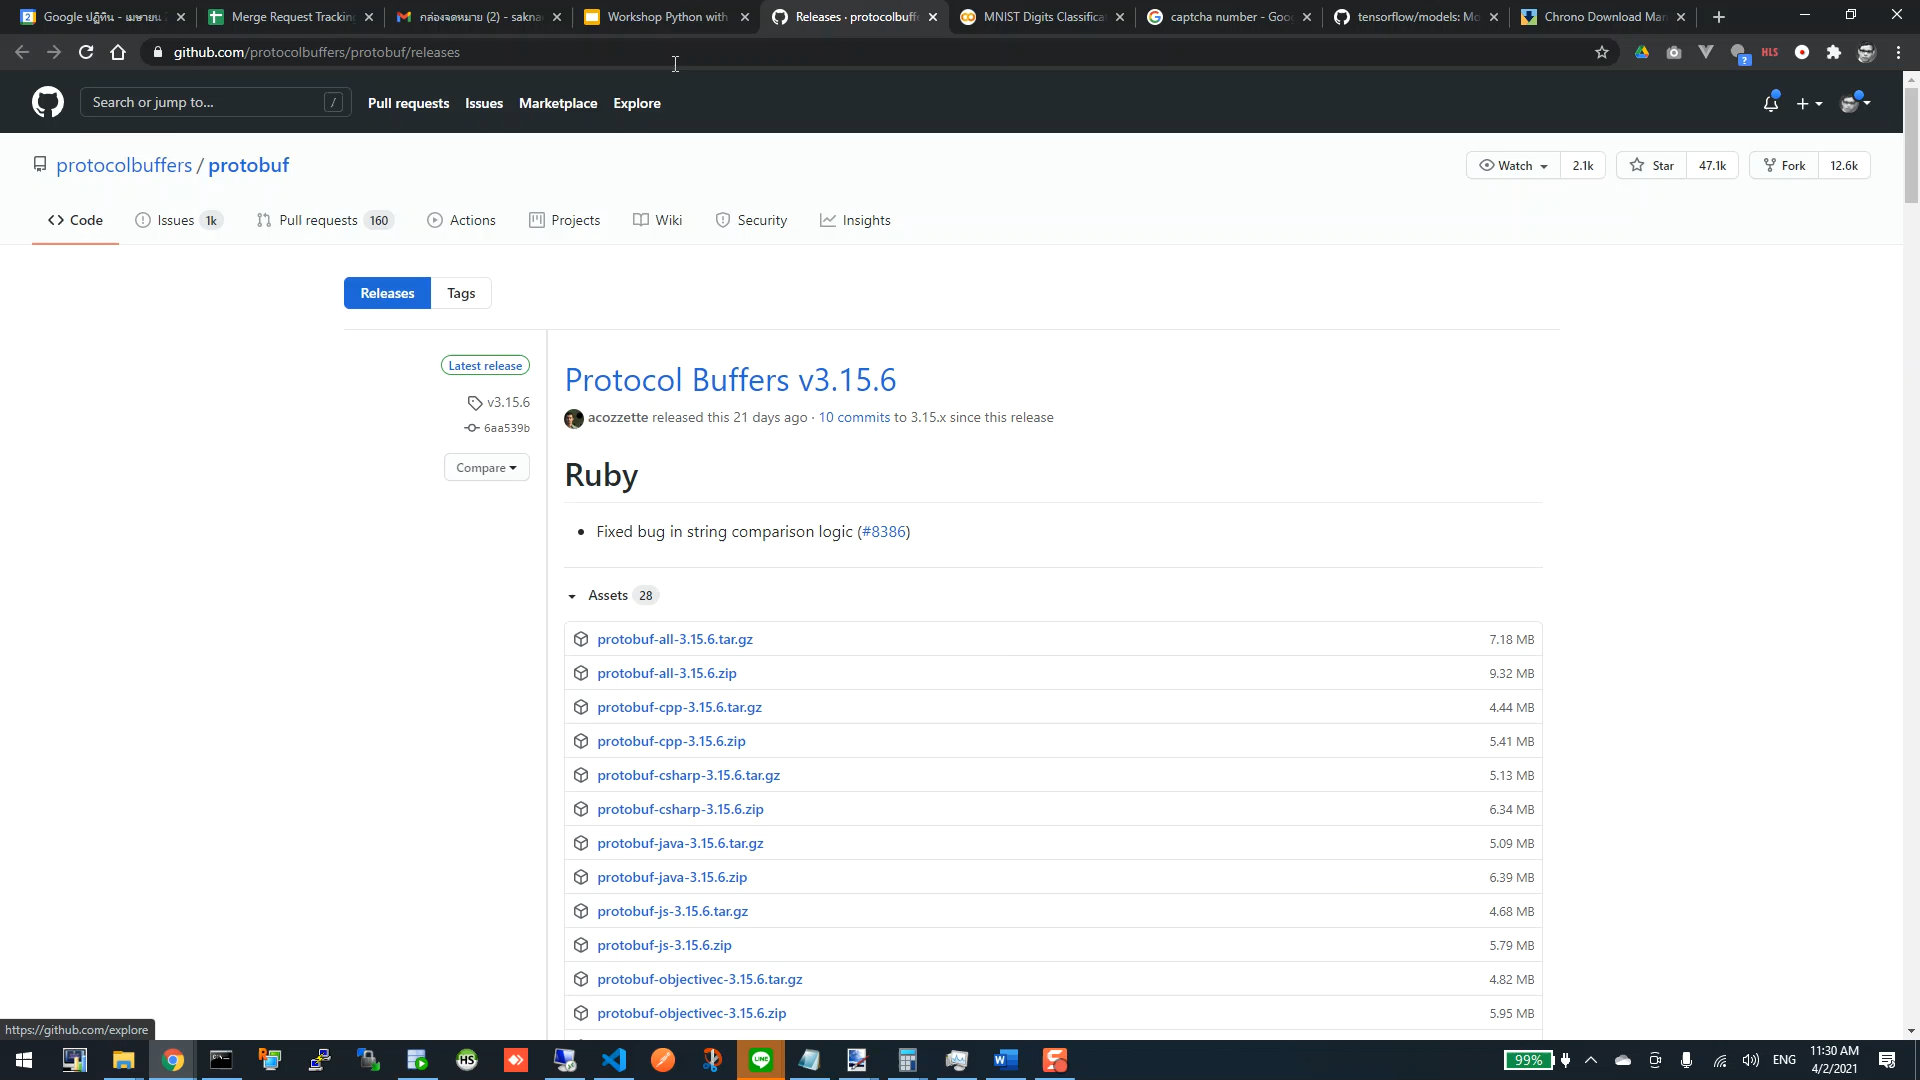 Google ปฏิทิน - เมษายน
Merge Request Tracking
กล่องจดหมาย (2) - sakna
Workshop Python with
Releases · protocolbuffe
MNIST Digits Classifica
captcha number - Goo
tensorflow/models: Mo
Chrono Download Man
github.com/protocolbuffers/protobuf/releases
HLS
Search or jump to...
/
Pull requests
Issues
Marketplace
Explore
protocolbuffers / protobuf
Watch
2.1k
Star
47.1k
Fork
12.6k
Code
Issues 1k
Pull requests 160
Actions
Projects
Wiki
Security
Insights
Releases
Tags
Latest release
v3.15.6
6aa539b
Compare
Protocol Buffers v3.15.6
acozzette released this 21 days ago · 10 commits to 3.15.x since this release
Ruby
• Fixed bug in string comparison logic (#8386)
Assets 28
protobuf-all-3.15.6.tar.gz 7.18 MB
protobuf-all-3.15.6.zip 9.32 MB
protobuf-cpp-3.15.6.tar.gz 4.44 MB
protobuf-cpp-3.15.6.zip 5.41 MB
protobuf-csharp-3.15.6.tar.gz 5.13 MB
protobuf-csharp-3.15.6.zip 6.34 MB
protobuf-java-3.15.6.tar.gz 5.09 MB
protobuf-java-3.15.6.zip 6.39 MB
protobuf-js-3.15.6.tar.gz 4.68 MB
protobuf-js-3.15.6.zip 5.79 MB
protobuf-objectivec-3.15.6.tar.gz 4.82 MB
protobuf-objectivec-3.15.6.zip 5.95 MB
https://github.com/explore
HS
LINE
99%
ENG
11:30 AM
4/2/2021